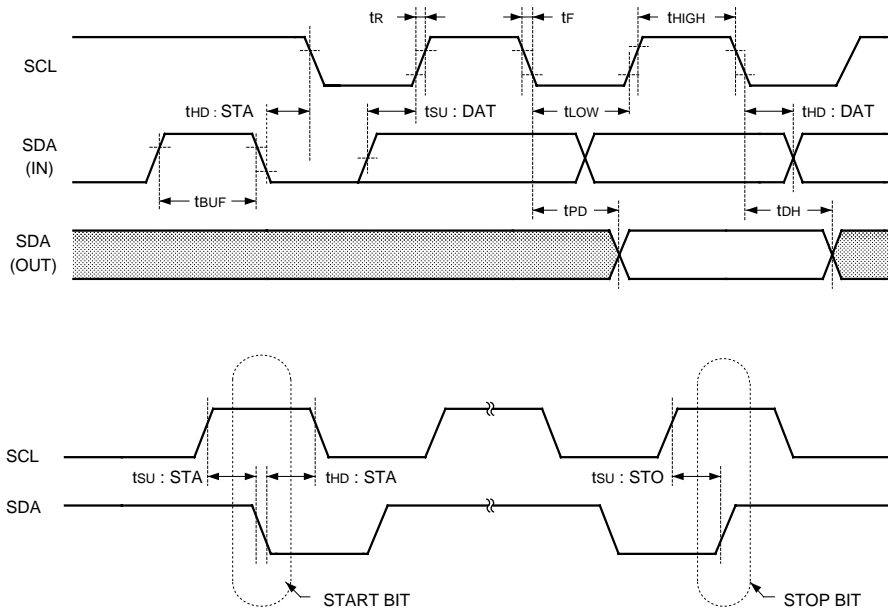 tR
tF
tHIGH
SCL
tHD : STA
tSU : DAT
tLOW
tHD : DAT
SDA
(IN)
tBUF
tPD
tDH
SDA
(OUT)
SCL
tSU : STA
tHD : STA
tSU : STO
SDA
START BIT
STOP BIT